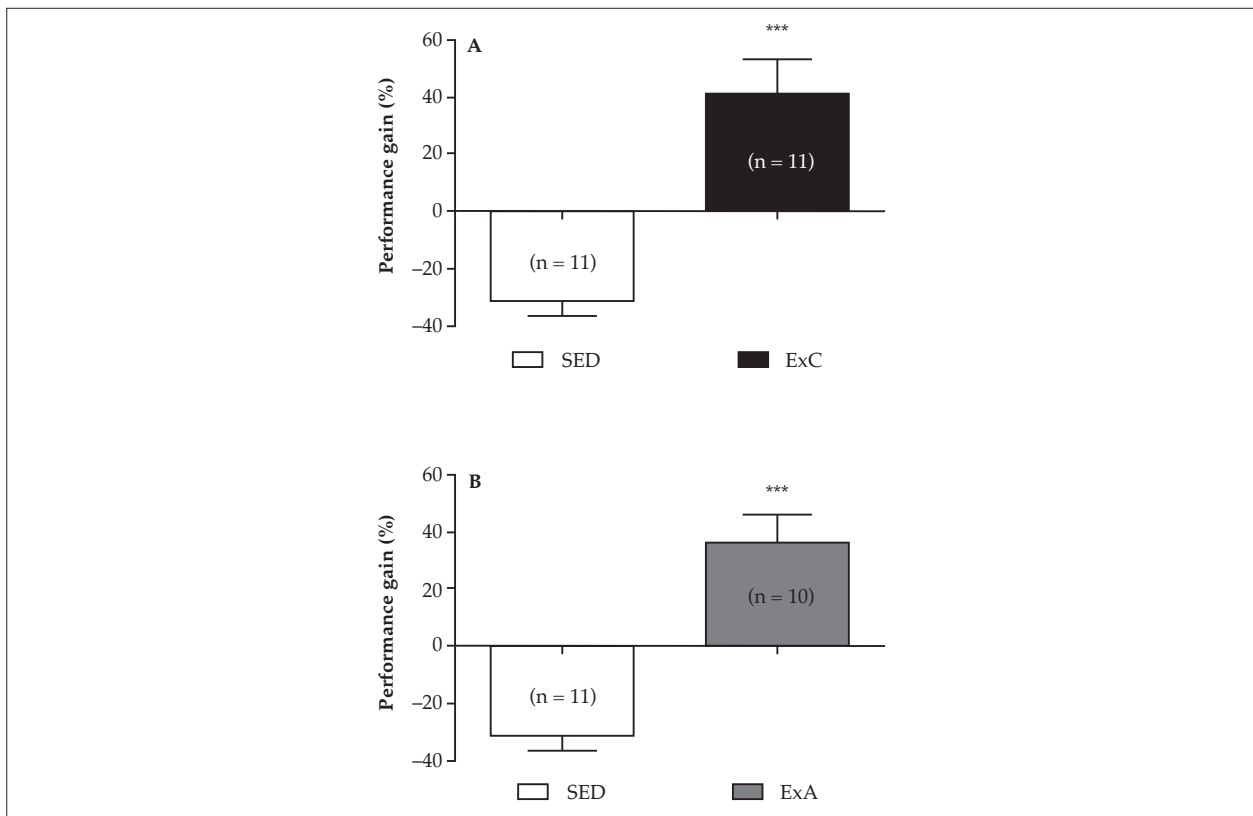 A
***
Performance gain (%)
60
40
20
0
–20
–40
(n = 11)
(n = 11)
SED
ExC
B
***
Performance gain (%)
60
40
20
0
–20
–40
(n = 10)
(n = 11)
SED
ExA